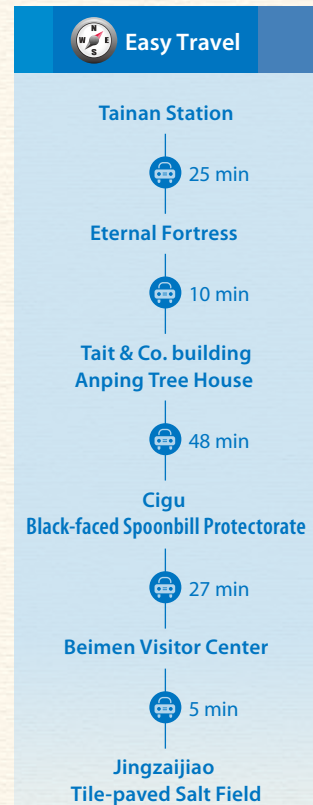 N
W E
S
Easy Travel
Tainan Station
25 min
Eternal Fortress
10 min
Tait & Co. building
Anping Tree House
48 min
Cigu
Black-faced Spoonbill Protectorate
27 min
Beimen Visitor Center
5 min
Jingzaijiao
Tile-paved Salt Field